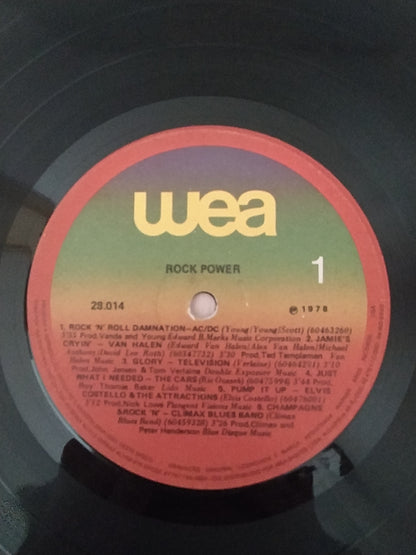 wea
ROCK POWER
1
28.014
℗ 1978
1. ROCK 'N' ROLL DAMNATION-AC/DC (Young/Young/Scott) (60463260)
3'35 Prod. Vanda and Young Edward B. Marks Music Corporation 2. JAMIE'S
CRYIN' - VAN HALEN (Edward Van Halen/Alex Van Halen/Michael
Anthony/David Lee Roth) (60347732) 3'30 Prod. Ted Templeman Van
Halen Music 3. GLORY - TELEVISION (Verlaine) (60464251) 3'10
Prod. John Jansen & Tom Verlaine Double Exposure Music 4. JUST
WHAT I NEEDED - THE CARS (Ric Ocasek) (60475996) 3'44 Prod.
Roy Thomas Baker Lido Music 5. PUMP IT UP - ELVIS
COSTELLO & THE ATTRACTIONS (Elvis Costello) (60476001)
3'12 Prod. Nick Lowe Plangent Visions Music 6. CHAMPAGNE
&ROCK 'N' - CLIMAX BLUES BAND (Climax
Blues Band) (60459328) 3'26 Prod. Climax and
Peter Henderson Blue Disque Music